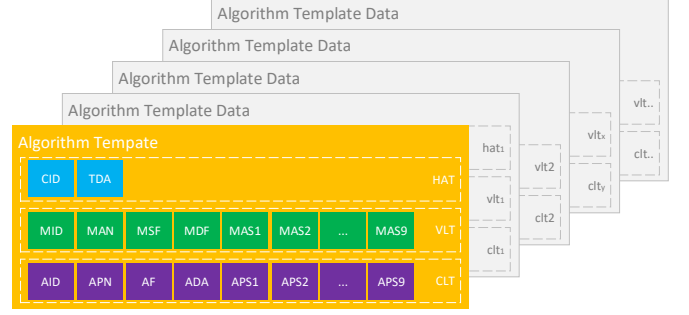 Algorithm Template Data
Algorithm Template Data
Algorithm Template Data
Algorithm Template Data
Algorithm Tempate
CID TDA HAT
MID MAN MSF MDF MAS1 MAS2 ... MAS9 VLT
AID APN AF ADA APS1 APS2 ... APS9 CLT
hat₁
vlt₁
clt₁
vlt2
clt2
vltₓ
clty
vlt..
clt..